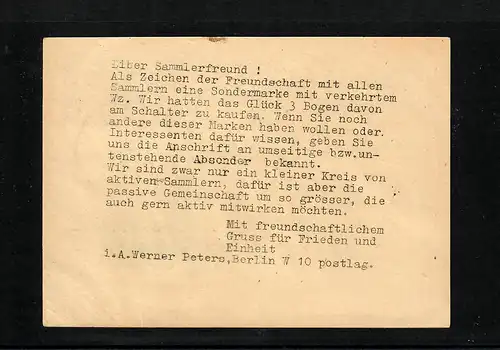 Liber Sammlerfreund !
Als Zeichen der Freundschaft mit allen
Sammlern eine Sondermarke mit verkehrtem
Wz. Wir hatten das Glück 3 Bogen davon
am Schalter zu kaufen. Wenn Sie noch
andere dieser Marken haben wollen oder.
Interessenten dafür wissen, geben Sie
uns die Anschrift an umseitige bzw.un-
tenstehende Absender bekannt.
Wir sind zwar nur ein kleiner Kreis von
aktiven Sammlern, dafür ist aber die
passive Gemeinschaft um so grösser, die
auch gern aktiv mitwirken möchten.
Mit freundschaftlichem
Gruss für Frieden und
Einheit
i.A.Werner Peters,Berlin W 10 postlag.